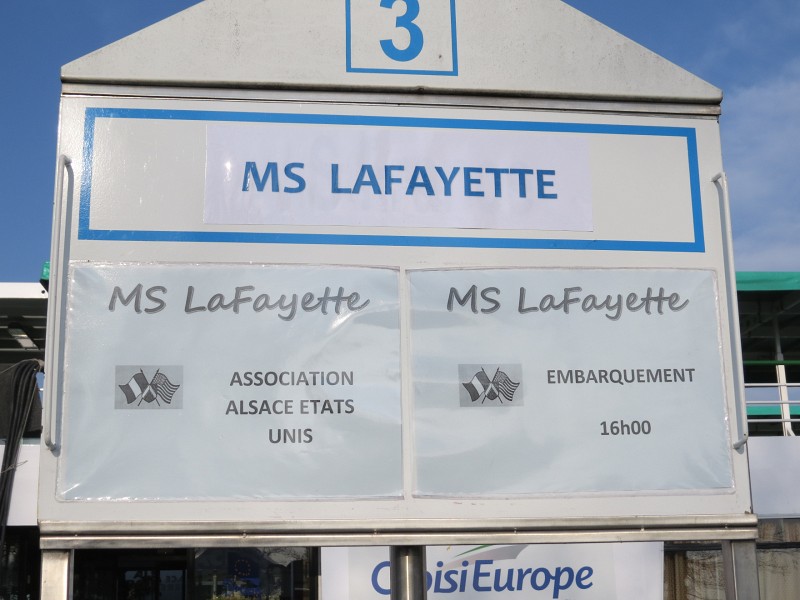 3
MS LAFAYETTE
MS LaFayette
ASSOCIATION
ALSACE ETATS
UNIS
MS LaFayette
EMBARQUEMENT
16h00
CroisiEurope